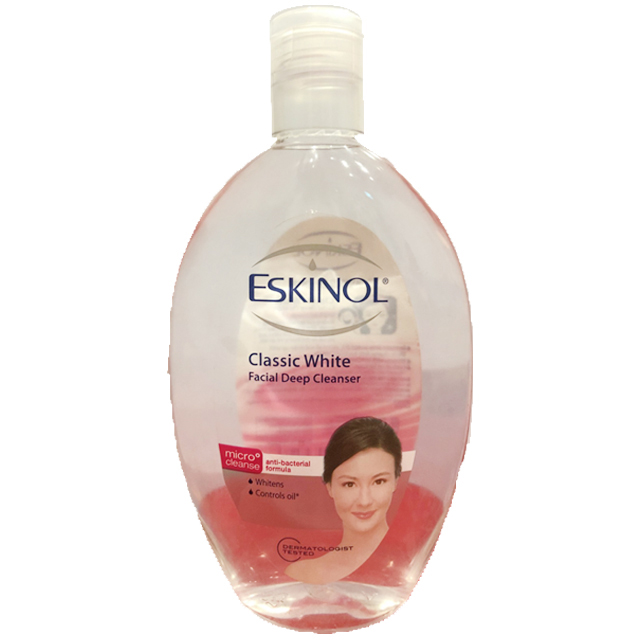 ESKINOL®
Classic White
Facial Deep Cleanser
micro°
cleanse
anti-bacterial
formula
Whitens
Controls oil*
DERMATOLOGIST
TESTED